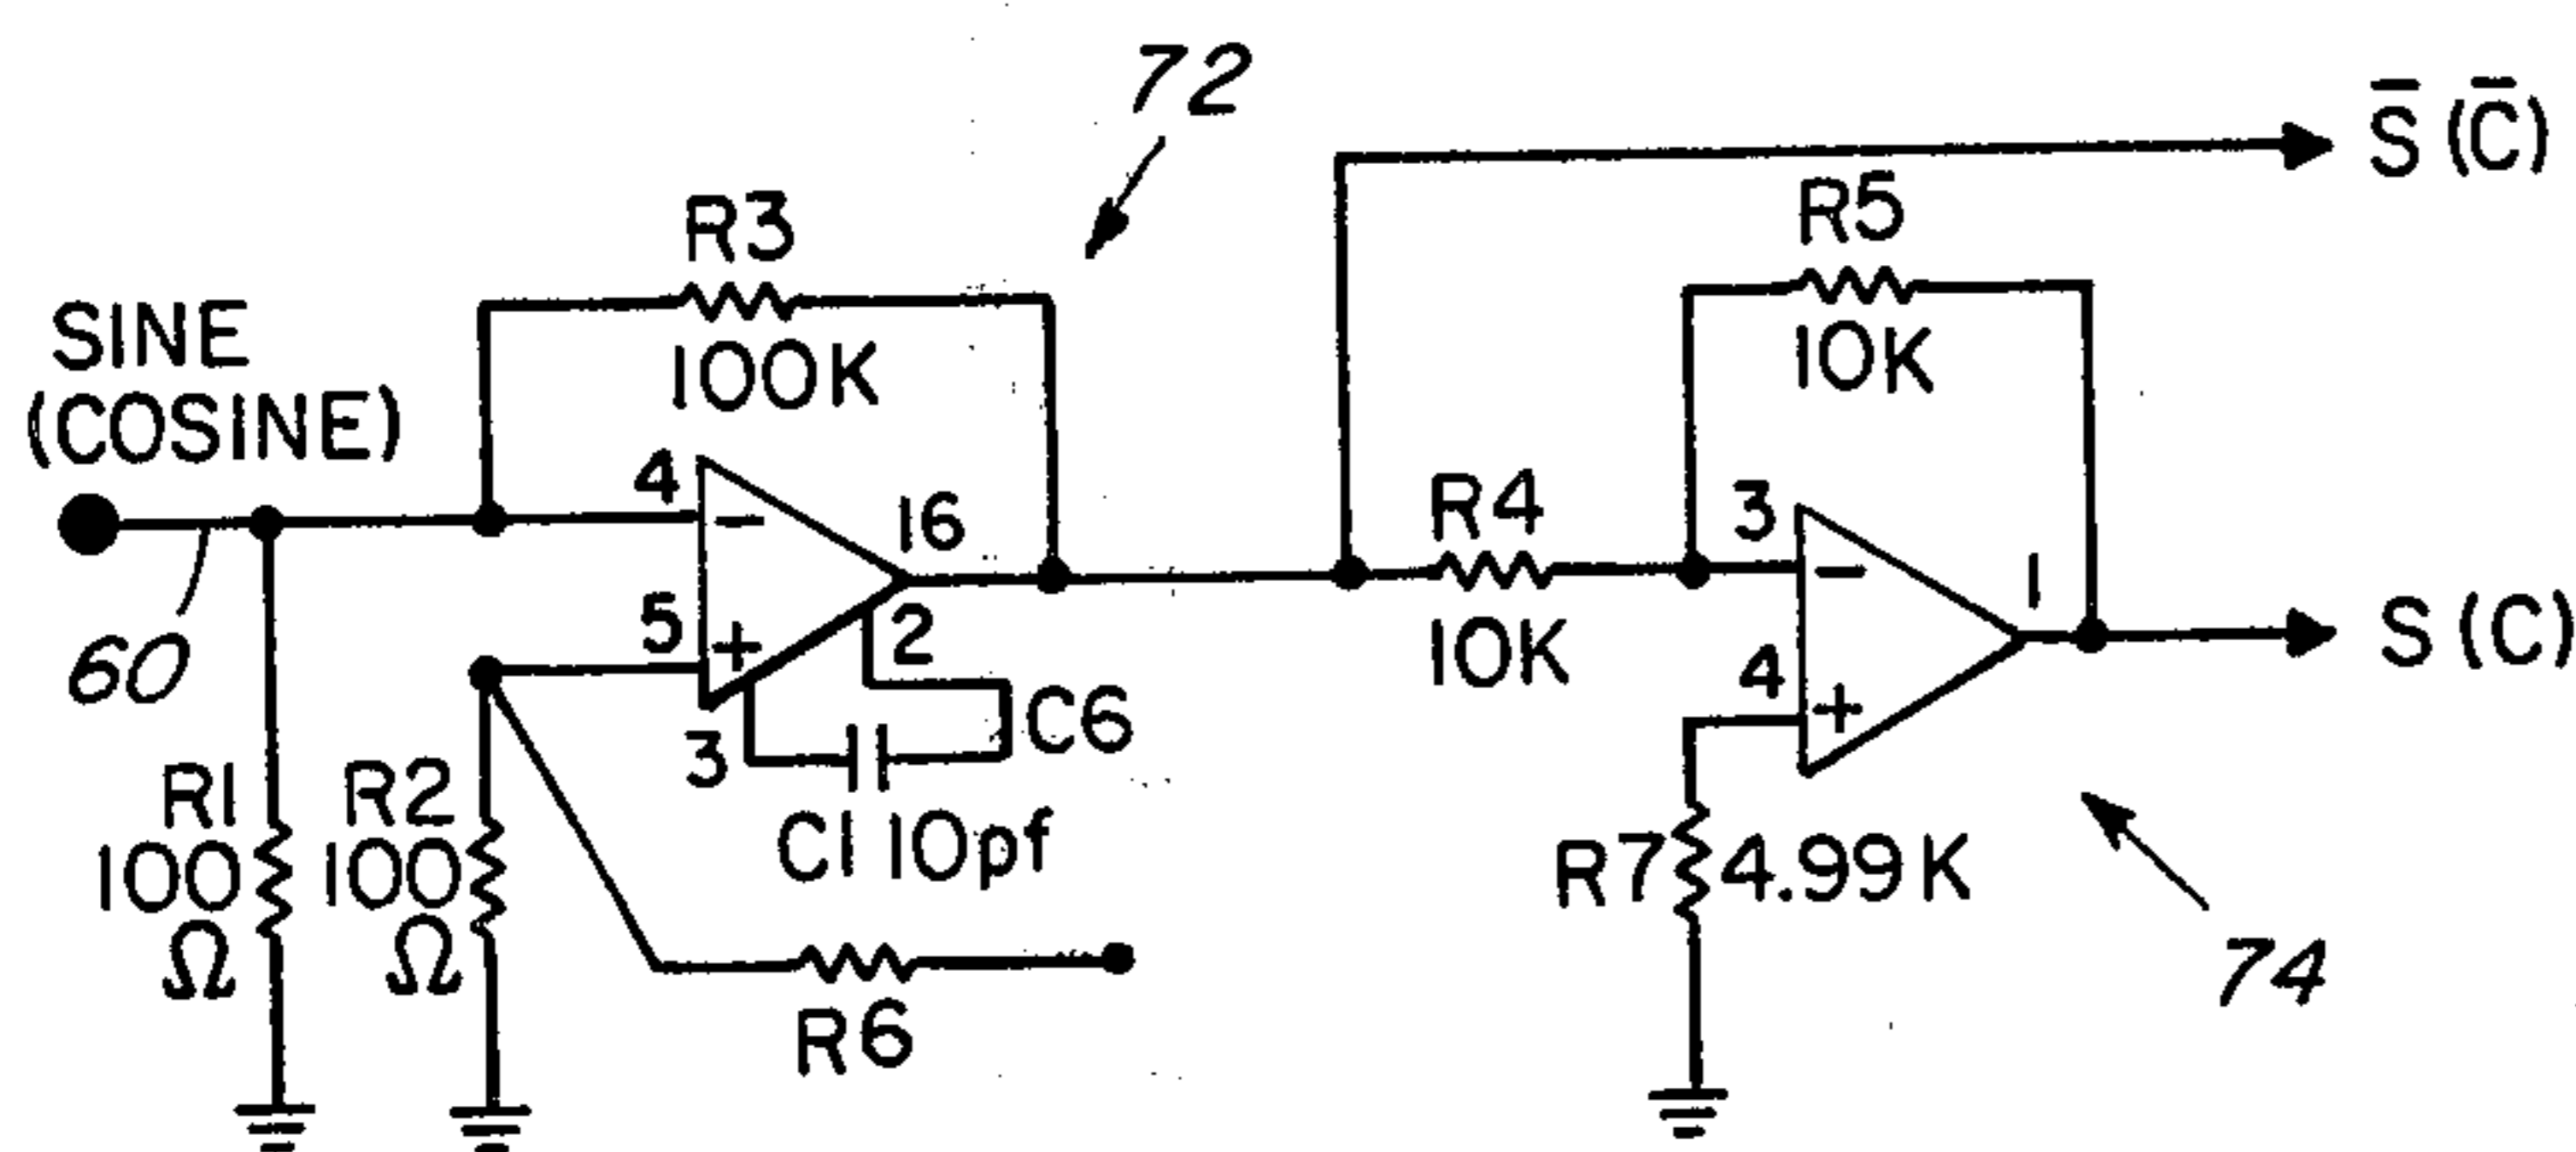 72
S̅ (C̅)
R3
R5
SINE
100K
10K
(COSINE)
4
16
R4
3
1
5
+
−
2
10K
4
+
−
S (C)
60
3
C6
R1
R2
C1 10pf
R7
4.99K
100
100
Ω
Ω
R6
74